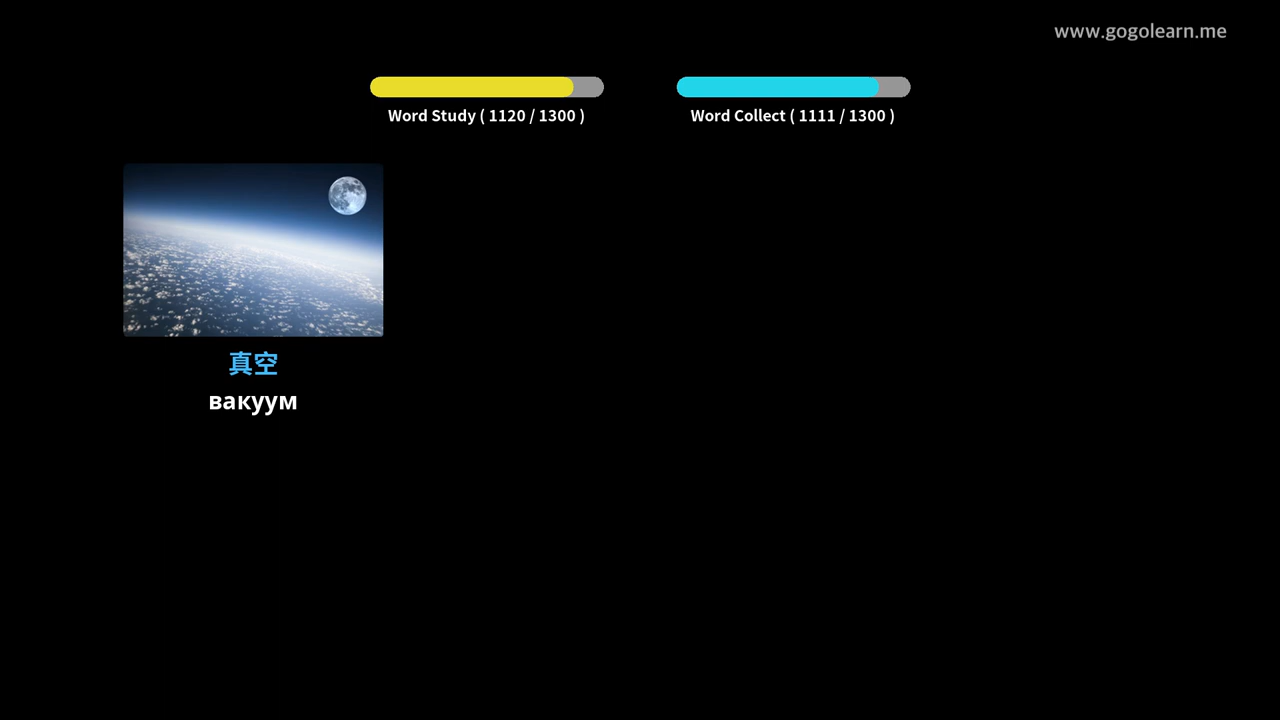 www.gogolearn.me
Word Study ( 1120 / 1300 )
Word Collect ( 1111 / 1300 )
真空
вакуум